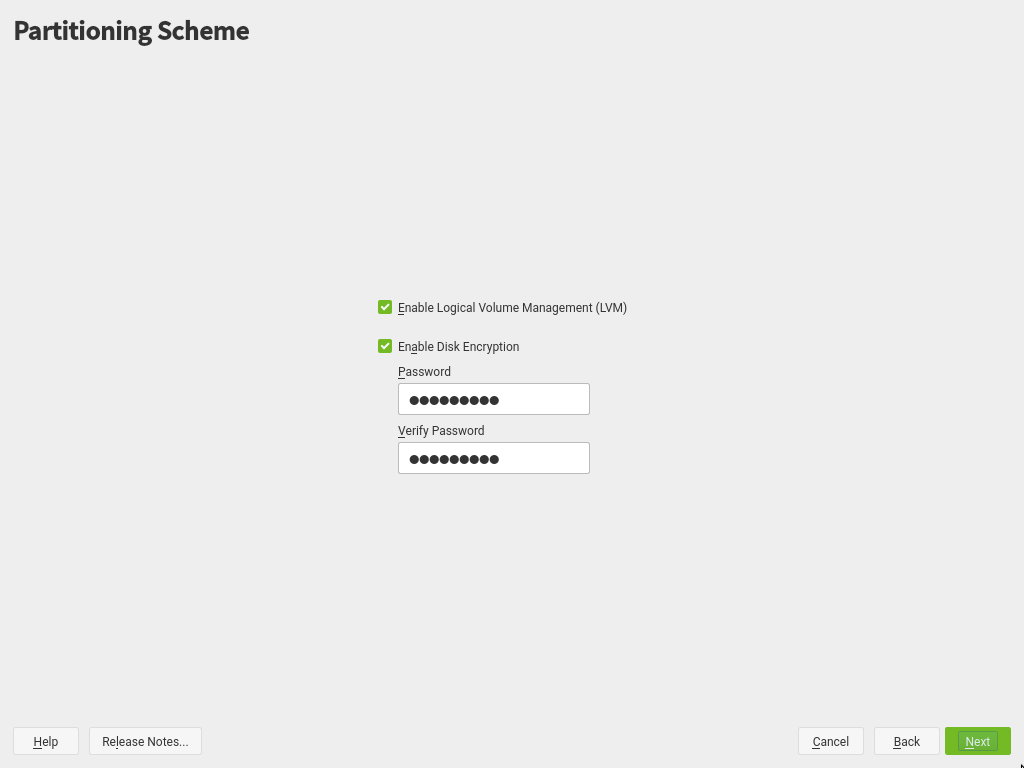 Partitioning Scheme
Enable Logical Volume Management (LVM)
Enable Disk Encryption
Password
●●●●●●●●●
Verify Password
●●●●●●●●●
Help Release Notes... Cancel Back Next